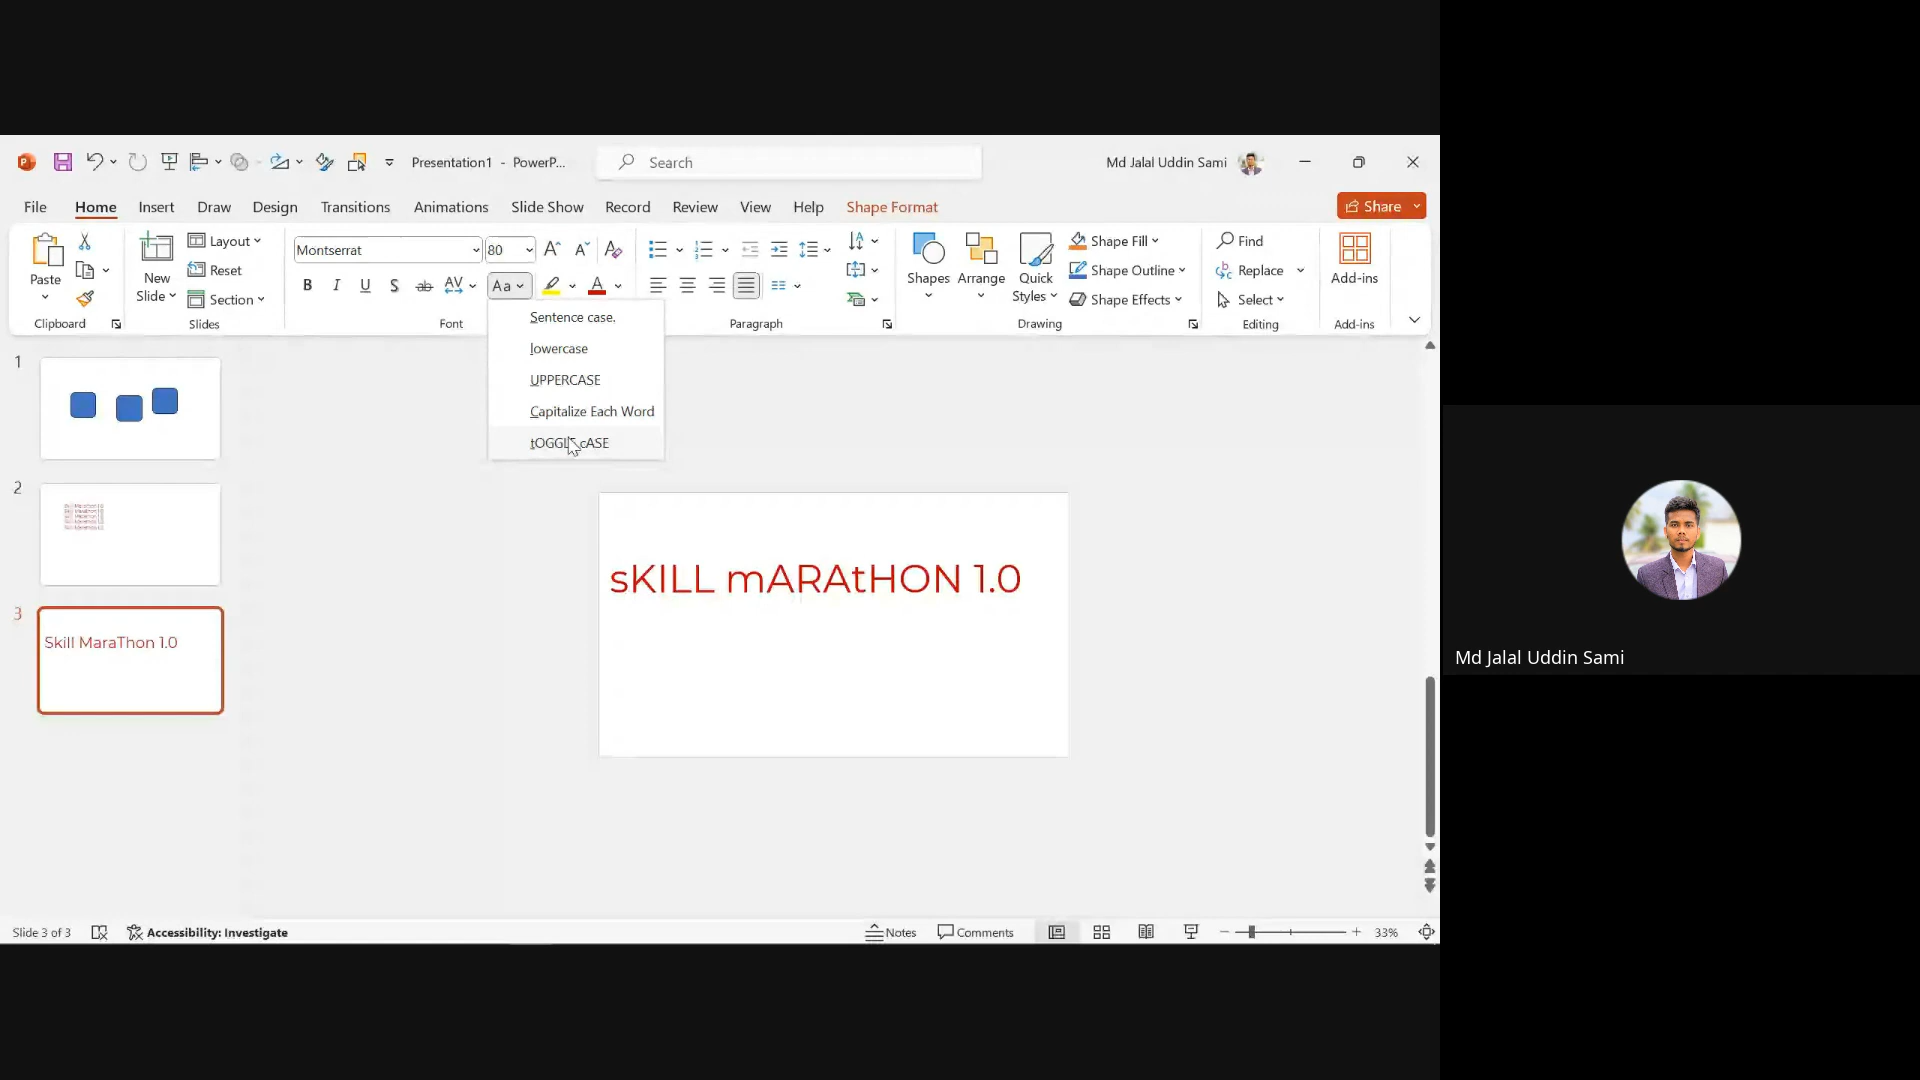 Presentation1 - PowerP...
Search
Md Jalal Uddin Sami
File Home Insert Draw Design Transitions Animations Slide Show Record Review View Help Shape Format
Share
Paste
New Slide
Layout
Reset
Section
Montserrat 80
B I U S ab AV Aa A
Shapes
Arrange
Quick Styles
Shape Fill
Shape Outline
Shape Effects
Find
Replace
Select
Add-ins
Clipboard Slides Font Paragraph Drawing Editing Add-ins
Sentence case.
lowercase
UPPERCASE
Capitalize Each Word
tOGGLE cASE
1
2
3
Skill MaraThon 1.0
sKILL mARAtHON 1.0
Md Jalal Uddin Sami
Slide 3 of 3 Accessibility: Investigate Notes Comments 33%